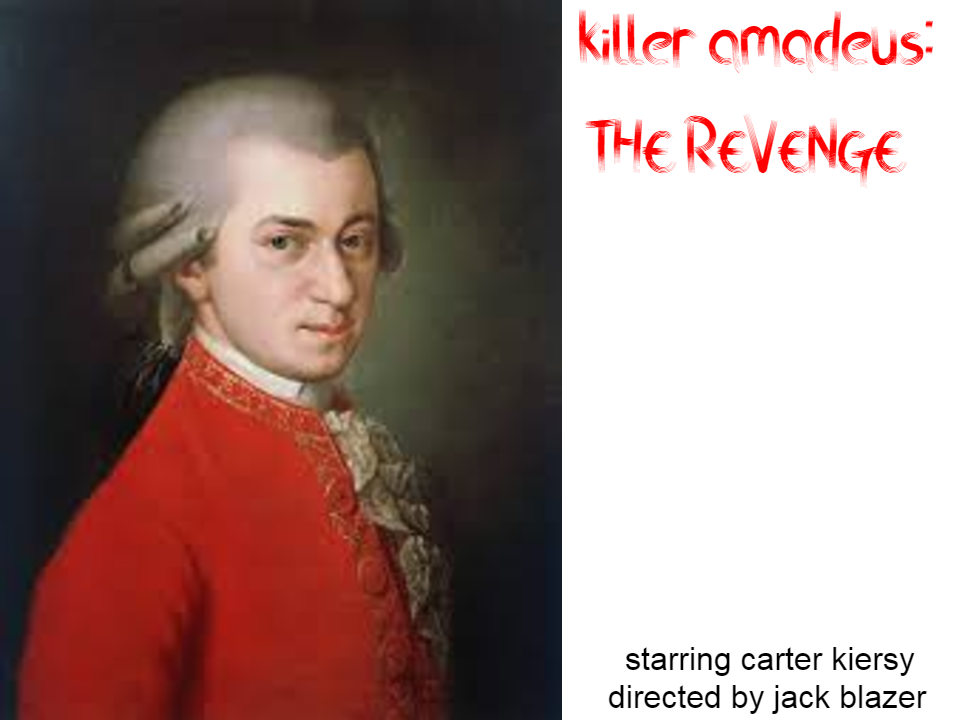 killer amadeus:
THe ReVeNGe
starring carter kiersy
directed by jack blazer